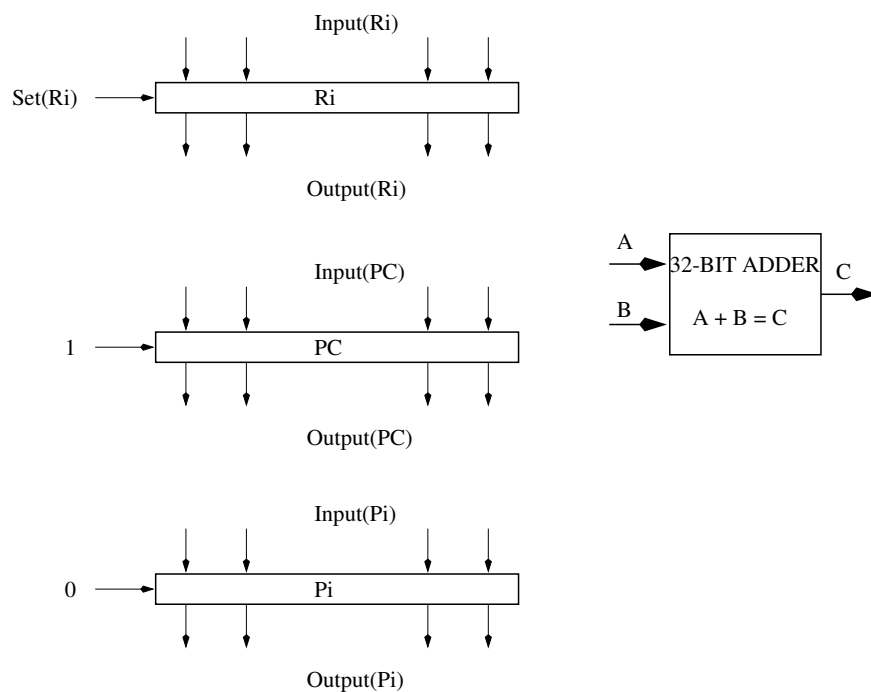 Input(Ri)
Set(Ri)
Ri
Output(Ri)
Input(PC)
1
PC
Output(PC)
A
B
32-BIT ADDER
A + B = C
C
Input(Pi)
0
Pi
Output(Pi)